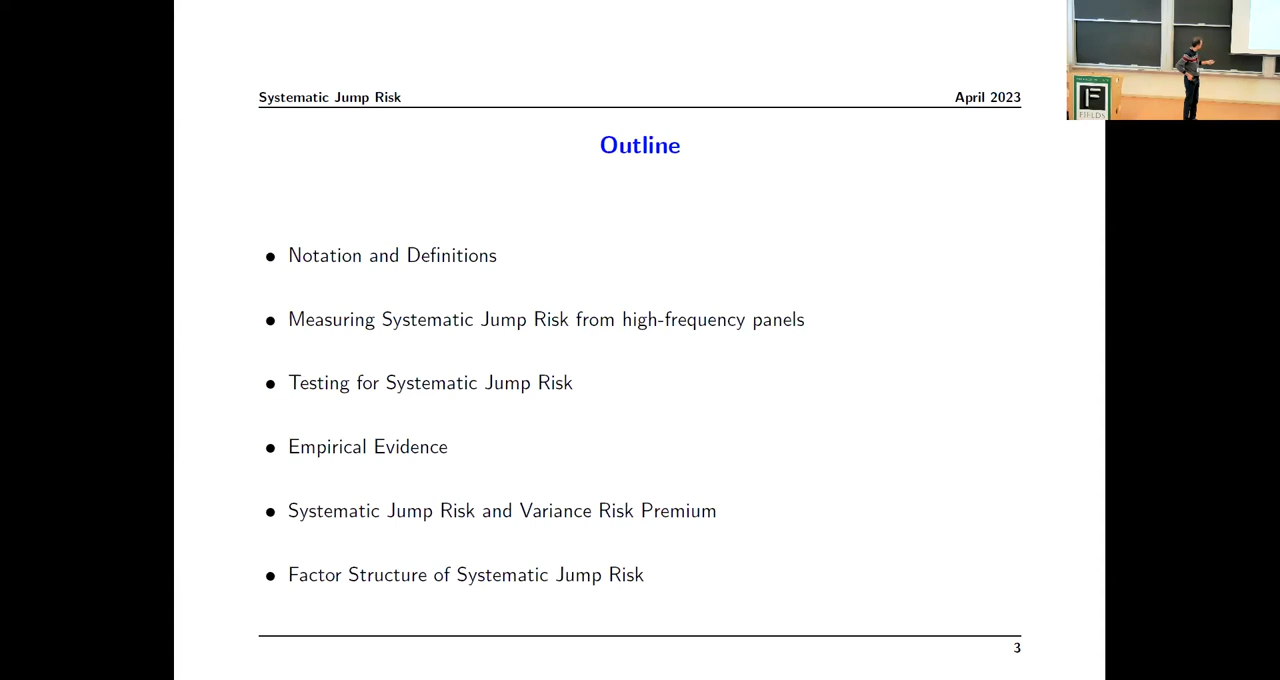 Systematic Jump Risk
April 2023
Outline
• Notation and Definitions
• Measuring Systematic Jump Risk from high-frequency panels
• Testing for Systematic Jump Risk
• Empirical Evidence
• Systematic Jump Risk and Variance Risk Premium
• Factor Structure of Systematic Jump Risk
3
F
FIELDS